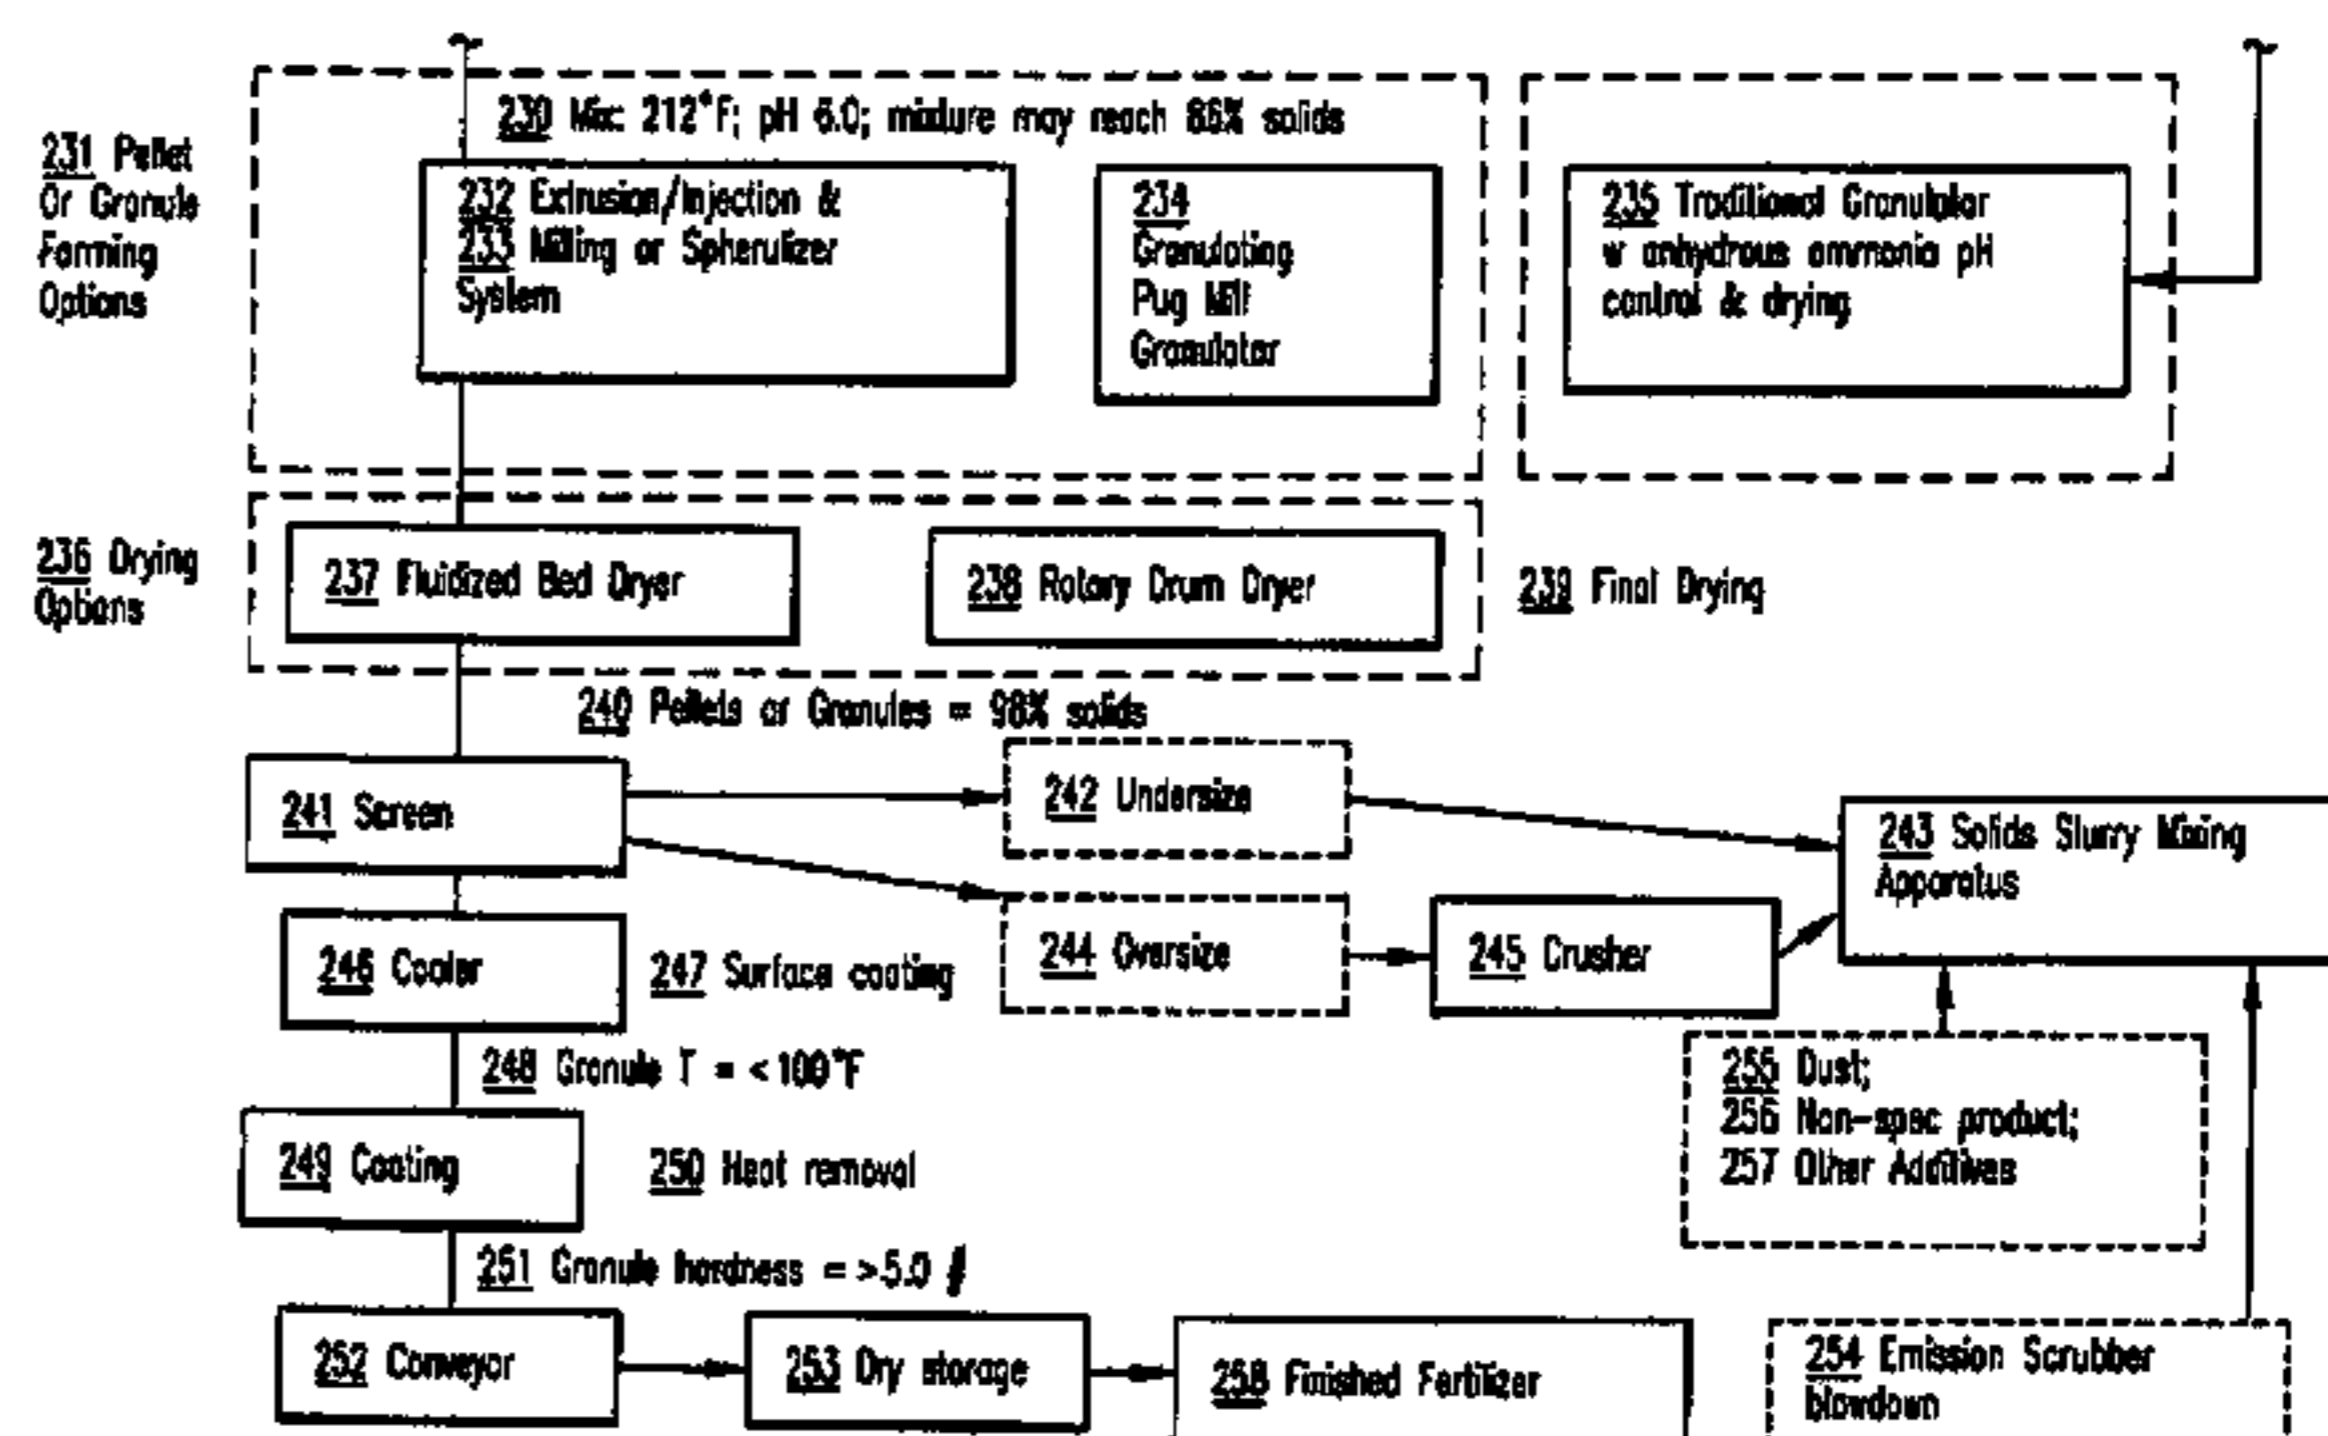 230 Mix: 212°F; pH 6.0; mixture may reach 86% solids
231 Pellet
Or Granule
Forming
Options
232 Extrusion/Injection &
233 Milling or Spherulizer
System
234
Granulating
Pug Mill
Granulator
235 Traditional Granulator
w anhydrous ammonia pH
control & drying
236 Drying
Options
237 Fluidized Bed Dryer
238 Rotary Drum Dryer
239 Final Drying
240 Pellets or Granules = 98% solids
241 Screen
242 Undersize
243 Solids Slurry Mixing
Apparatus
244 Oversize
245 Crusher
246 Cooler
247 Surface coating
248 Granule T = <100°F
249 Coating
250 Heat removal
255 Dust;
256 Non-spec product;
257 Other Additives
251 Granule hardness = >5.0 #
252 Conveyor
253 Dry storage
258 Finished Fertilizer
254 Emission Scrubber
blowdown